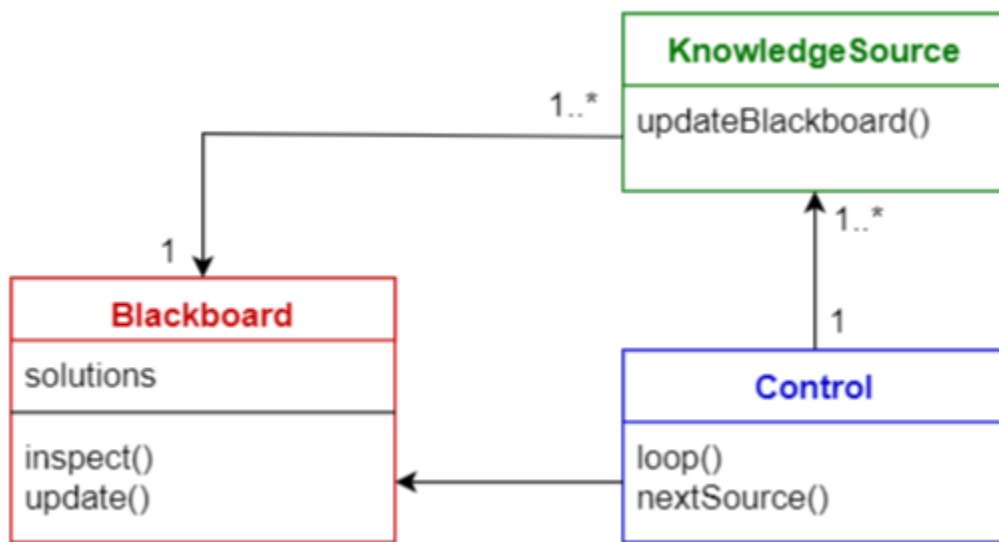 KnowledgeSource
updateBlackboard()
1..*
1
1..*
1
Blackboard
solutions
inspect()
update()
Control
loop()
nextSource()